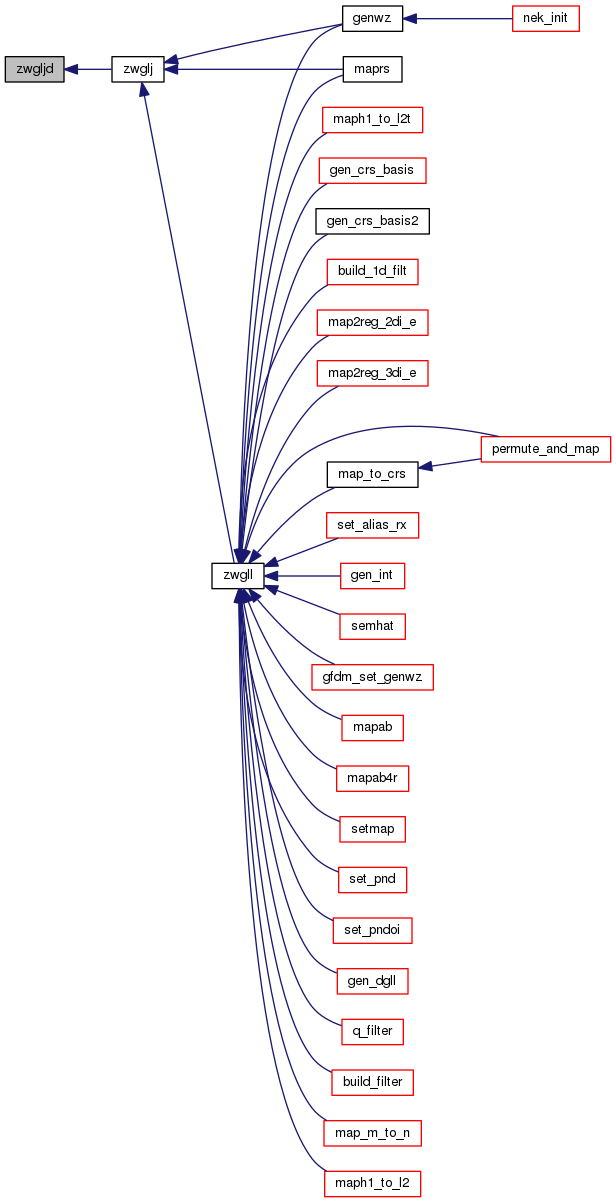 genwz
nek_init
zwgljd
zwglj
maprs
maph1_to_l2t
gen_crs_basis
gen_crs_basis2
build_1d_filt
map2reg_2di_e
map2reg_3di_e
permute_and_map
map_to_crs
set_alias_rx
zwgll
gen_int
semhat
gfdm_set_genwz
mapab
mapab4r
setmap
set_pnd
set_pndoi
gen_dgll
q_filter
build_filter
map_m_to_n
maph1_to_l2